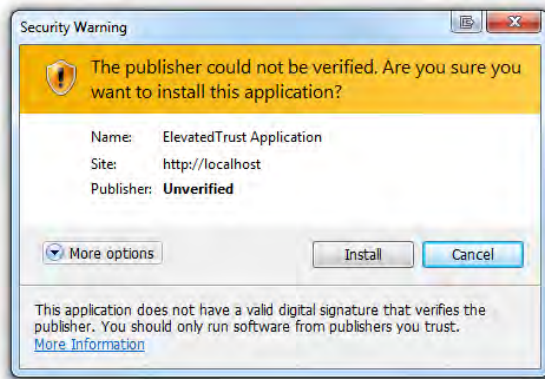 Security Warning
The publisher could not be verified. Are you sure you
want to install this application?
Name: ElevatedTrust Application
Site: http://localhost
Publisher: Unverified
More options
Install
Cancel
This application does not have a valid digital signature that verifies the
publisher. You should only run software from publishers you trust.
More Information